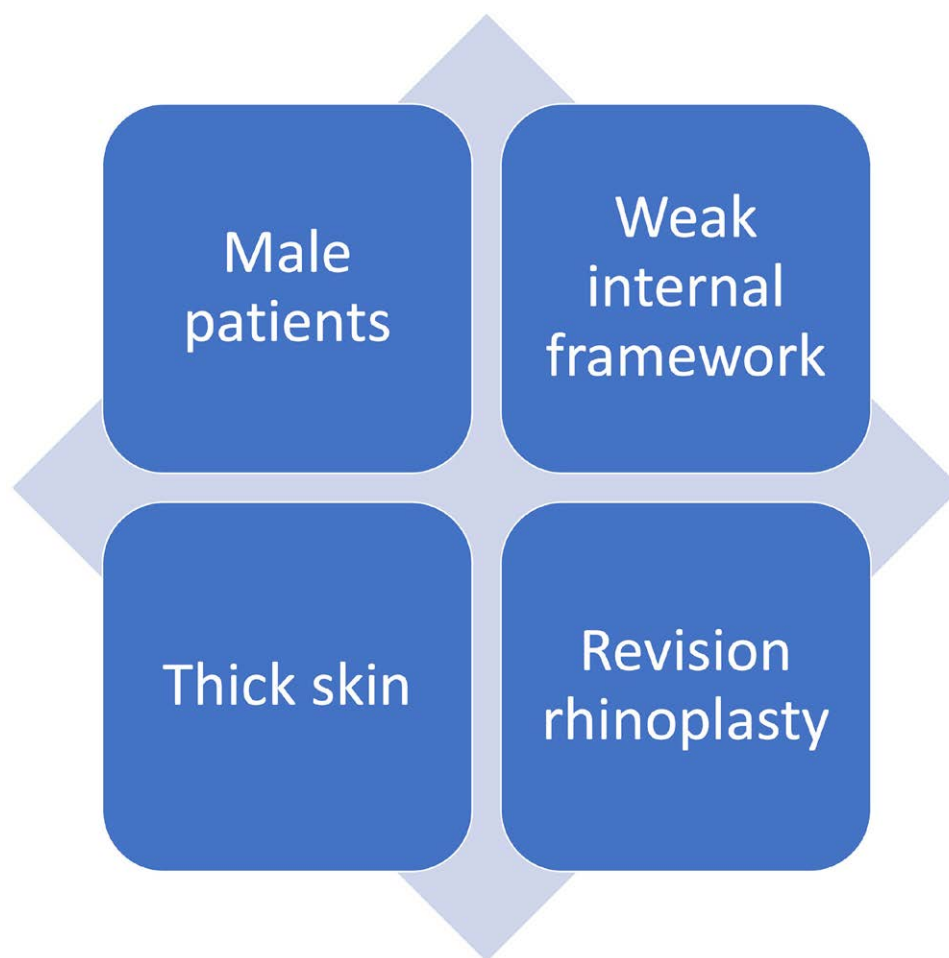 Male
patients
Weak
internal
framework
Thick skin
Revision
rhinoplasty